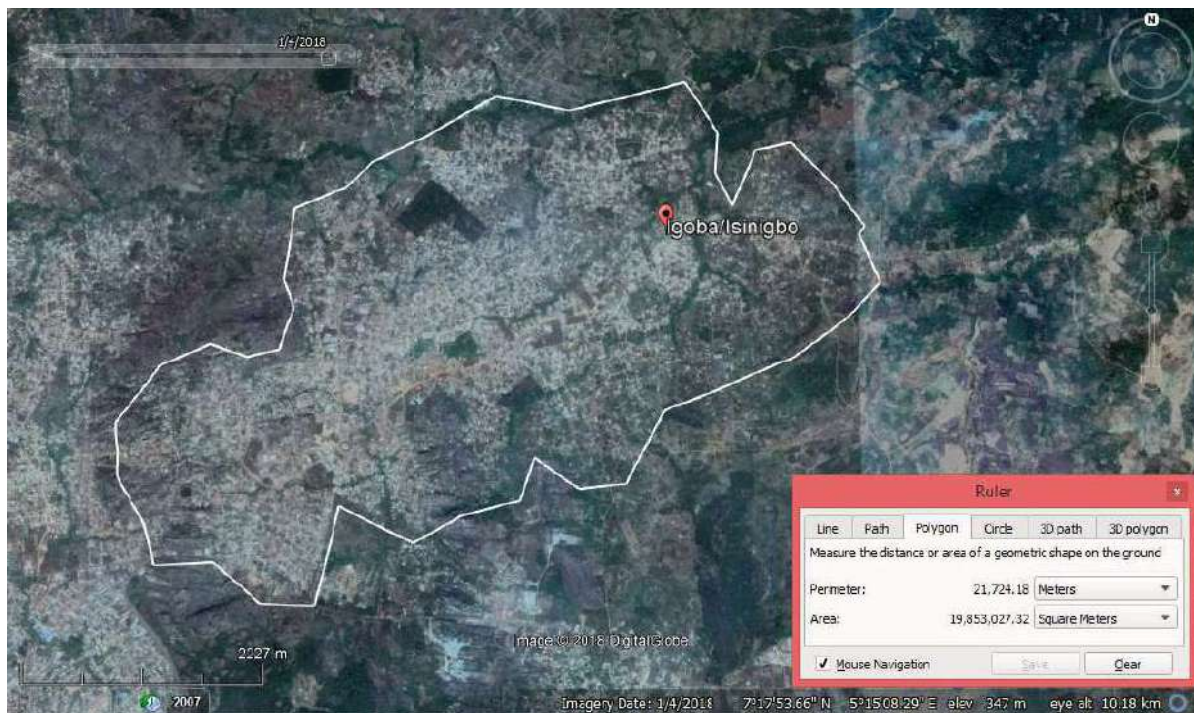 1/4/2018
N
Igoba/Isinigbo
Ruler
x
Line Path Polygon Circle 3D path 3D polygon
Measure the distance or area of a geometric shape on the ground
Perimeter: 21,724.18 Meters
Area: 19,853,027.32 Square Meters
Mouse Navigation Save Clear
Image © 2018 DigitalGlobe
2227 m
2007
Imagery Date: 1/4/2018 7°17'53.66" N 5°15'08.29" E elev 347 m eye alt 10.18 km